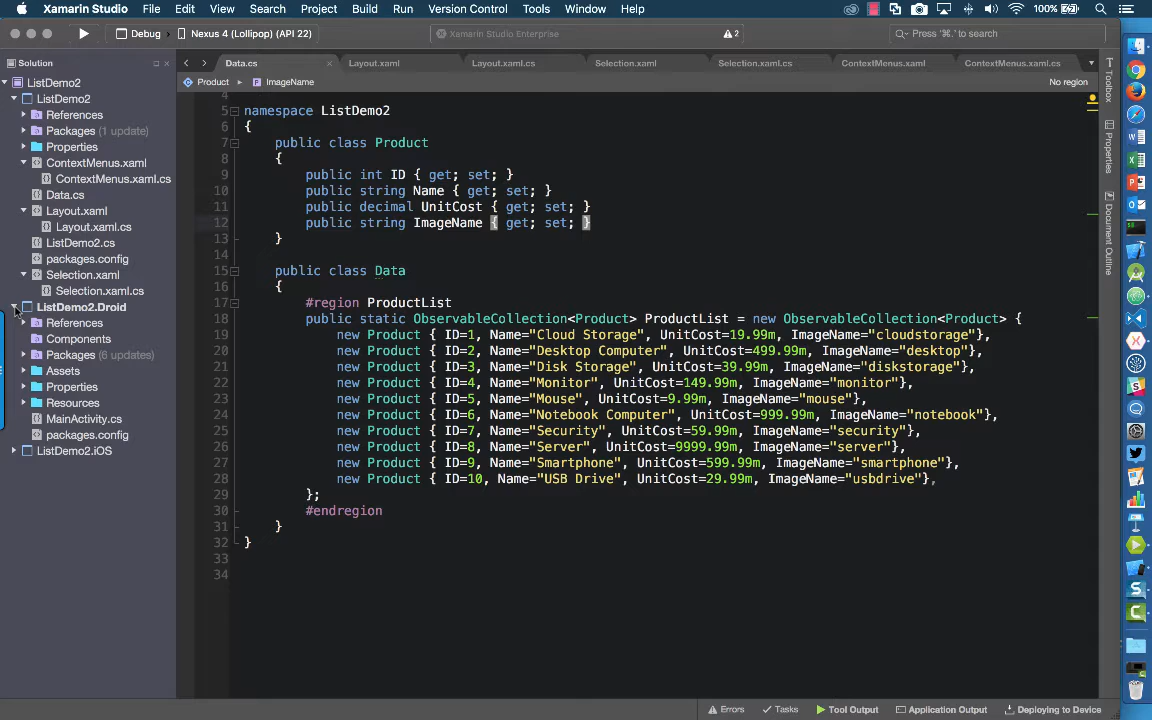 Xamarin Studio File Edit View Search Project Build Run Version Control Tools Window Help 100%
Debug Nexus 4 (Lollipop) (API 22) Xamarin Studio Enterprise 2 Press '⌘.' to search
Solution Data.cs Layout.xaml Layout.xaml.cs Selection.xaml Selection.xaml.cs ContextMenus.xaml ContextMenus.xaml.cs
Product ImageName No region
ListDemo2
ListDemo2
References
Packages (1 update)
Properties
ContextMenus.xaml
ContextMenus.xaml.cs
Data.cs
Layout.xaml
Layout.xaml.cs
ListDemo2.cs
packages.config
Selection.xaml
Selection.xaml.cs
ListDemo2.Droid
References
Components
Packages (6 updates)
Assets
Properties
Resources
MainActivity.cs
packages.config
ListDemo2.iOS
4
5 namespace ListDemo2
6 {
7 public class Product
8 {
9 public int ID { get; set; }
10 public string Name { get; set; }
11 public decimal UnitCost { get; set; }
12 public string ImageName { get; set; }
13 }
14
15 public class Data
16 {
17 #region ProductList
18 public static ObservableCollection<Product> ProductList = new ObservableCollection<Product> {
19 new Product { ID=1, Name="Cloud Storage", UnitCost=19.99m, ImageName="cloudstorage"},
20 new Product { ID=2, Name="Desktop Computer", UnitCost=499.99m, ImageName="desktop"},
21 new Product { ID=3, Name="Disk Storage", UnitCost=39.99m, ImageName="diskstorage"},
22 new Product { ID=4, Name="Monitor", UnitCost=149.99m, ImageName="monitor"},
23 new Product { ID=5, Name="Mouse", UnitCost=9.99m, ImageName="mouse"},
24 new Product { ID=6, Name="Notebook Computer", UnitCost=999.99m, ImageName="notebook"},
25 new Product { ID=7, Name="Security", UnitCost=59.99m, ImageName="security"},
26 new Product { ID=8, Name="Server", UnitCost=9999.99m, ImageName="server"},
27 new Product { ID=9, Name="Smartphone", UnitCost=599.99m, ImageName="smartphone"},
28 new Product { ID=10, Name="USB Drive", UnitCost=29.99m, ImageName="usbdrive"},
29 };
30 #endregion
31 }
32 }
33
34
Toolbox
Properties
Document Outline
Errors Tasks Tool Output Application Output Deploying to Device